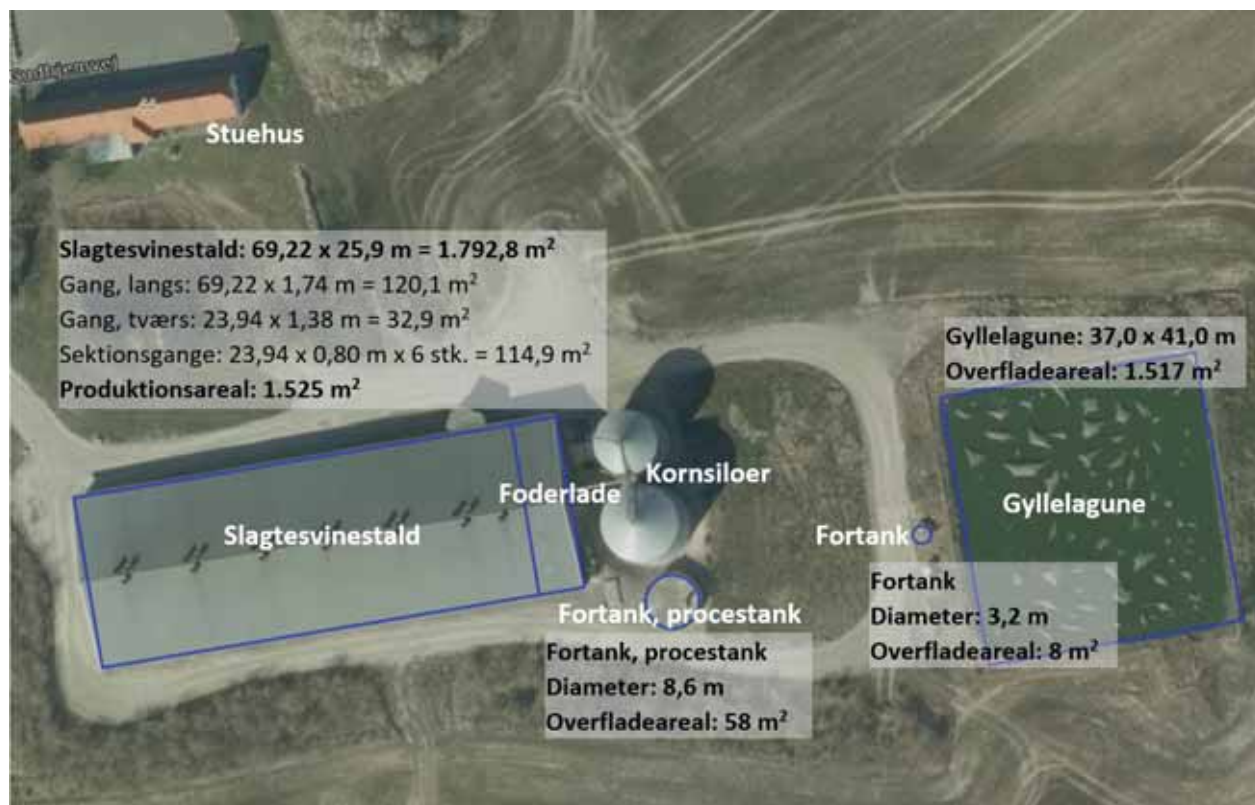 Stuehus
Slagtesvinestald: 69,22 x 25,9 m = 1.792,8 m²
Gang, langs: 69,22 x 1,74 m = 120,1 m²
Gang, tværs: 23,94 x 1,38 m = 32,9 m²
Sektionsgange: 23,94 x 0,80 m x 6 stk. = 114,9 m²
Produktionsareal: 1.525 m²
Gyllelagune: 37,0 x 41,0 m
Overfladeareal: 1.517 m²
Kornsiloer
Foderlade
Gyllelagune
Slagtesvinestald
Fortank
Fortank, procestank
Fortank, procestank
Diameter: 8,6 m
Overfladeareal: 58 m²
Fortank
Diameter: 3,2 m
Overfladeareal: 8 m²